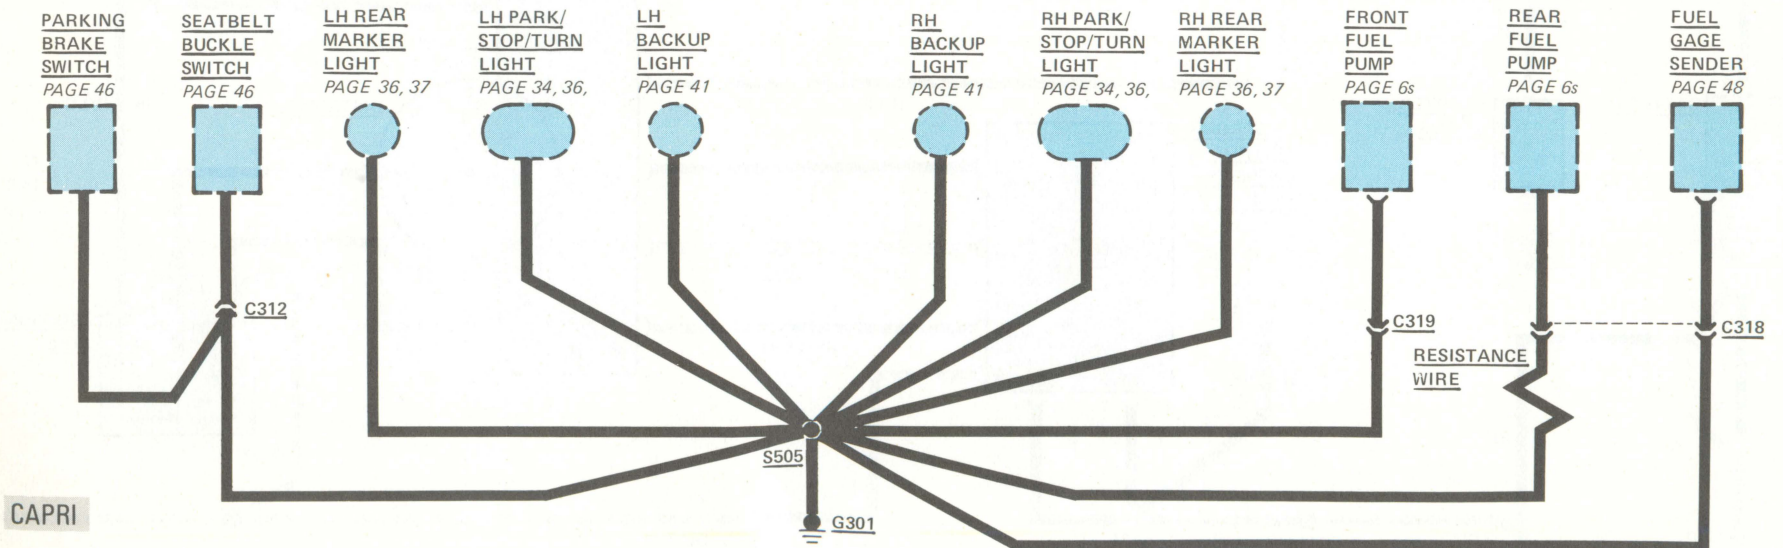 PARKING
BRAKE
SWITCH
PAGE 46
SEATBELT
BUCKLE
SWITCH
PAGE 46
LH REAR
MARKER
LIGHT
PAGE 36, 37
LH PARK/
STOP/TURN
LIGHT
PAGE 34, 36,
LH
BACKUP
LIGHT
PAGE 41
RH
BACKUP
LIGHT
PAGE 41
RH PARK/
STOP/TURN
LIGHT
PAGE 34, 36,
RH REAR
MARKER
LIGHT
PAGE 36, 37
FRONT
FUEL
PUMP
PAGE 6s
REAR
FUEL
PUMP
PAGE 6s
FUEL
GAGE
SENDER
PAGE 48
C312
C319
C318
RESISTANCE
WIRE
S505
G301
CAPRI